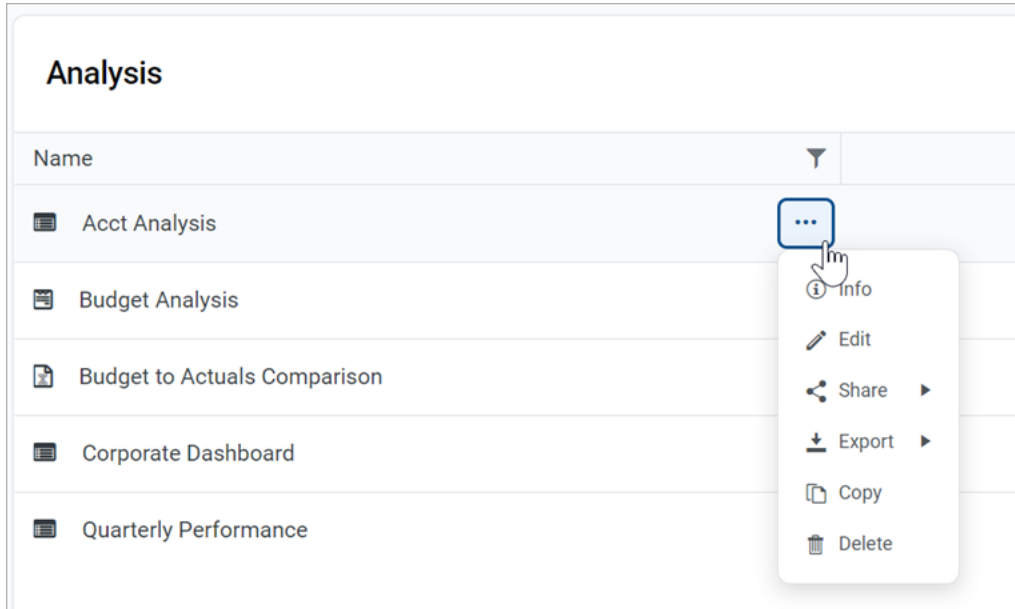 Analysis
Name
Acct Analysis
Info
Budget Analysis
Edit
Budget to Actuals Comparison
Share
Export
Corporate Dashboard
Copy
Quarterly Performance
Delete